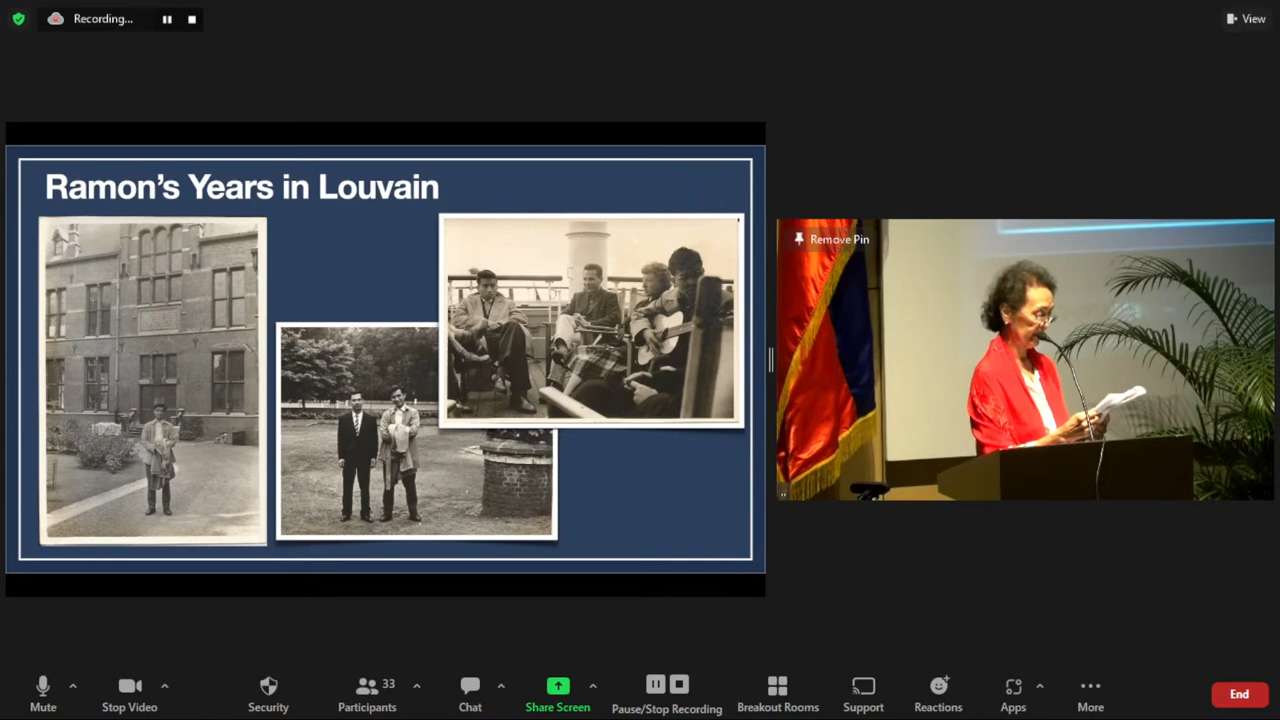 Recording...
View
Ramon's Years in Louvain
Remove Pin
Mute
Stop Video
Security
33
Participants
Chat
Share Screen
Pause/Stop Recording
Breakout Rooms
Support
Reactions
Apps
More
End